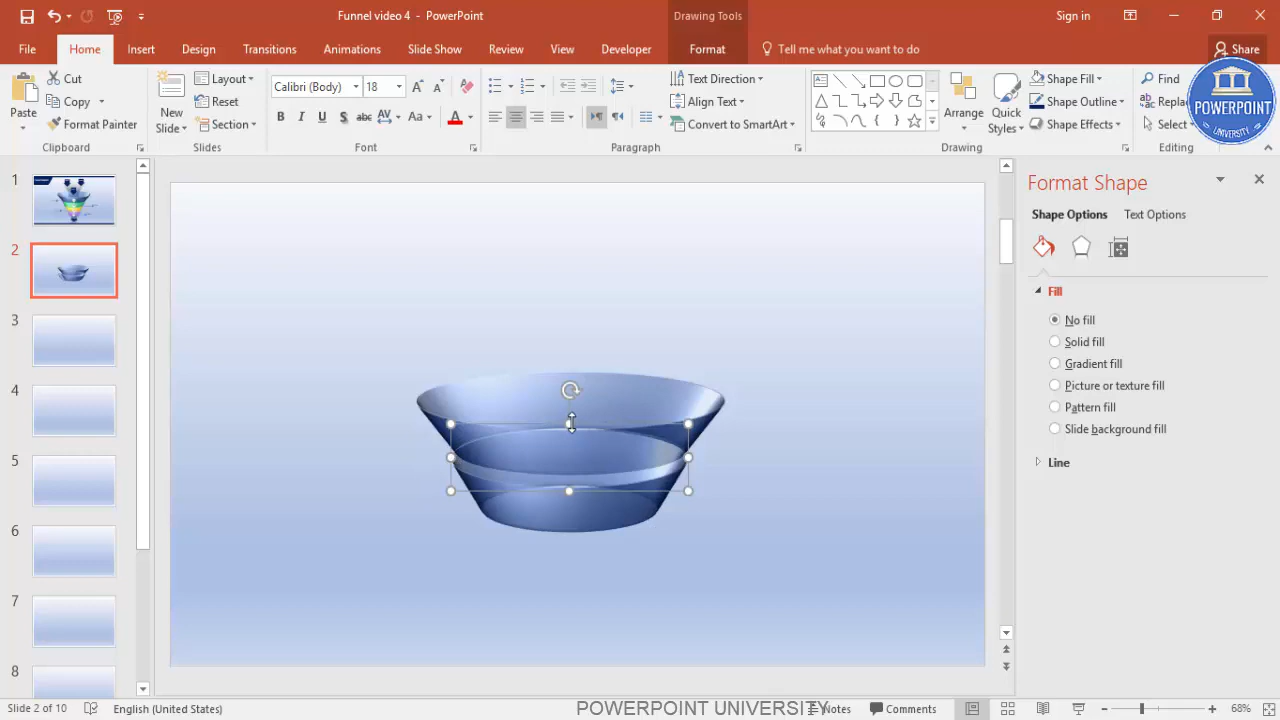 Funnel video 4 - PowerPoint
Drawing Tools
Sign in
File Home Insert Design Transitions Animations Slide Show Review View Developer Format Tell me what you want to do Share
Paste
Cut
Copy
Format Painter
Clipboard
New Slide
Layout
Reset
Section
Slides
Calibri (Body) 18
B I U S abc AV Aa A
Font
Text Direction
Align Text
Convert to SmartArt
Paragraph
Arrange
Quick Styles
Shape Fill
Shape Outline
Shape Effects
Drawing
Find
Replac
Select
Editing
POWERPOINT
UNIVERSITY
1
2
3
4
5
6
7
8
Format Shape
Shape Options Text Options
Fill
No fill
Solid fill
Gradient fill
Picture or texture fill
Pattern fill
Slide background fill
Line
Slide 2 of 10 English (United States) POWERPOINT UNIVERSITY Notes Comments 68%